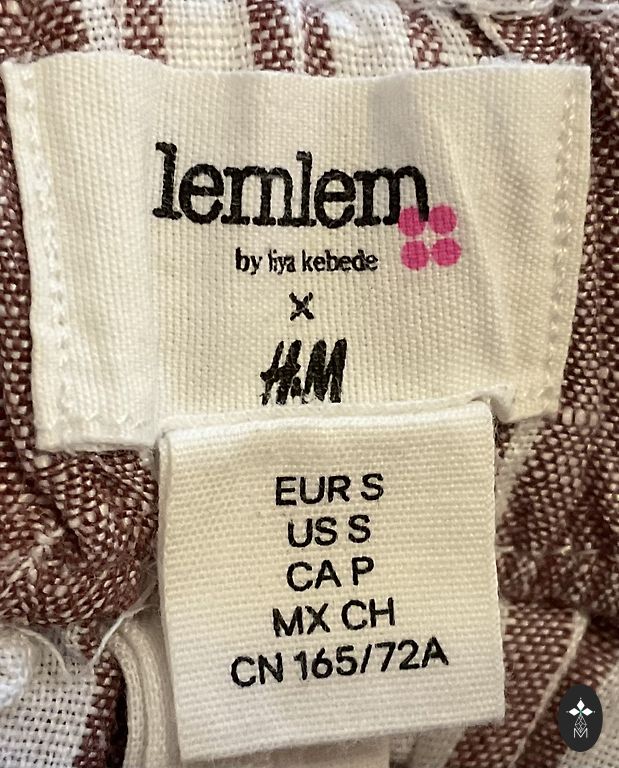 lemlem
by liya kebede
x
H&M
EUR S
US S
CA P
MX CH
CN 165/72A
M